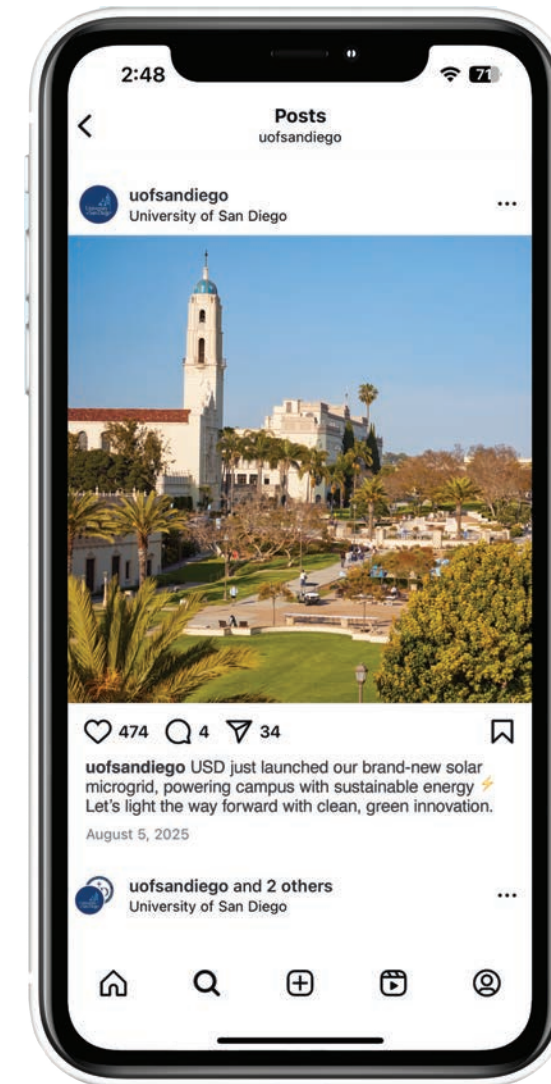 2:48
71
Posts
uofsandiego
uofsandiego
University of San Diego
474 4 34
uofsandiego USD just launched our brand-new solar
microgrid, powering campus with sustainable energy ⚡
Let’s light the way forward with clean, green innovation.
August 5, 2025
uofsandiego and 2 others
University of San Diego